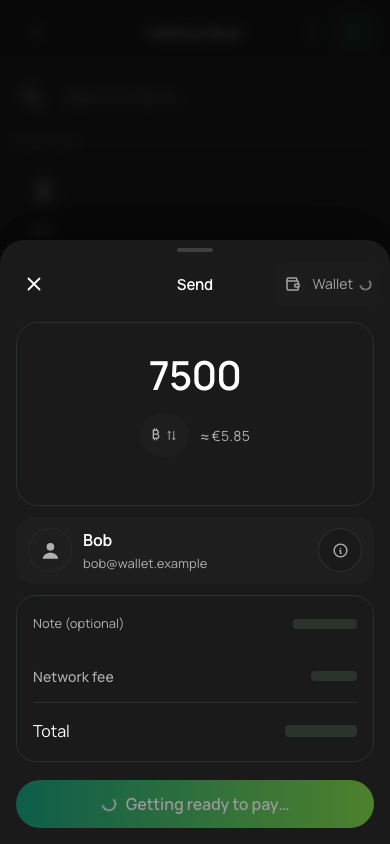 Send
Wallet
7500
₿ ≈ €5.85
Bob
bob@wallet.example
Note (optional)
Network fee
Total
Getting ready to pay…